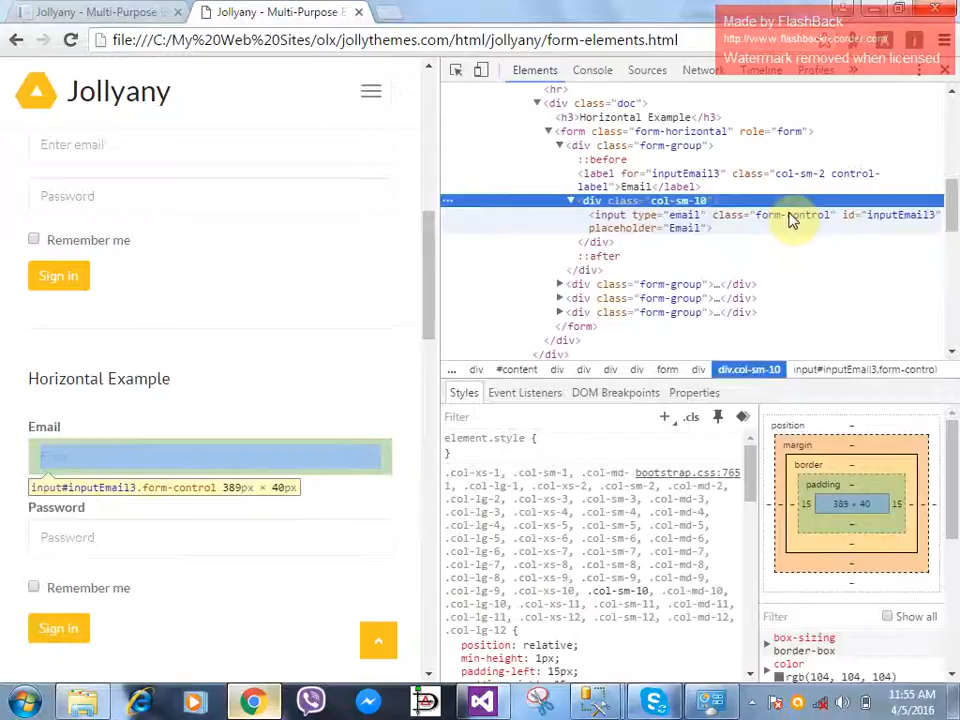 Jollyany - Multi-Purpose E
Jollyany - Multi-Purpose E
Made by FlashBack
file:///C:/My%20Web%20Sites/olx/jollythemes.com/html/jollyany/form-elements.html
http://www.flashbackrecorder.com/
Watermark removed when licensed
Elements Console Sources Network Timeline Profiles »
Jollyany
Enter email
Password
Remember me
Sign in
Horizontal Example
Email
input#inputEmail3.form-control 389px × 40px
Password
Password
Remember me
Sign in
<hr>
▼<div class="doc">
<h3>Horizontal Example</h3>
▼<form class="form-horizontal" role="form">
▼<div class="form-group">
::before
<label for="inputEmail3" class="col-sm-2 control-
label">Email</label>
… ▼<div class="col-sm-10">
<input type="email" class="form-control" id="inputEmail3"
placeholder="Email">
</div>
::after
</div>
▶<div class="form-group">…</div>
▶<div class="form-group">…</div>
▶<div class="form-group">…</div>
</form>
</div>
</div>
... div #content div div div form div div.col-sm-10 input#inputEmail3.form-control
Styles Event Listeners DOM Breakpoints Properties
Filter + .cls
element.style {
}
.col-xs-1, .col-sm-1, .col-md- bootstrap.css:765
1, .col-lg-1, .col-xs-2, .col-sm-2, .col-md-2,
.col-lg-2, .col-xs-3, .col-sm-3, .col-md-3,
.col-lg-3, .col-xs-4, .col-sm-4, .col-md-4,
.col-lg-4, .col-xs-5, .col-sm-5, .col-md-5,
.col-lg-5, .col-xs-6, .col-sm-6, .col-md-6,
.col-lg-6, .col-xs-7, .col-sm-7, .col-md-7,
.col-lg-7, .col-xs-8, .col-sm-8, .col-md-8,
.col-lg-8, .col-xs-9, .col-sm-9, .col-md-9,
.col-lg-9, .col-xs-10, .col-sm-10, .col-md-10,
.col-lg-10, .col-xs-11, .col-sm-11, .col-md-11,
.col-lg-11, .col-xs-12, .col-sm-12, .col-md-12,
.col-lg-12 {
position: relative;
min-height: 1px;
padding-left: 15px;
position –
margin –
border –
padding –
– 15 389 × 40 15 –
–
–
–
–
Filter Show all
box-sizing
border-box
color
rgb(104, 104, 104)
11:55 AM
4/5/2016